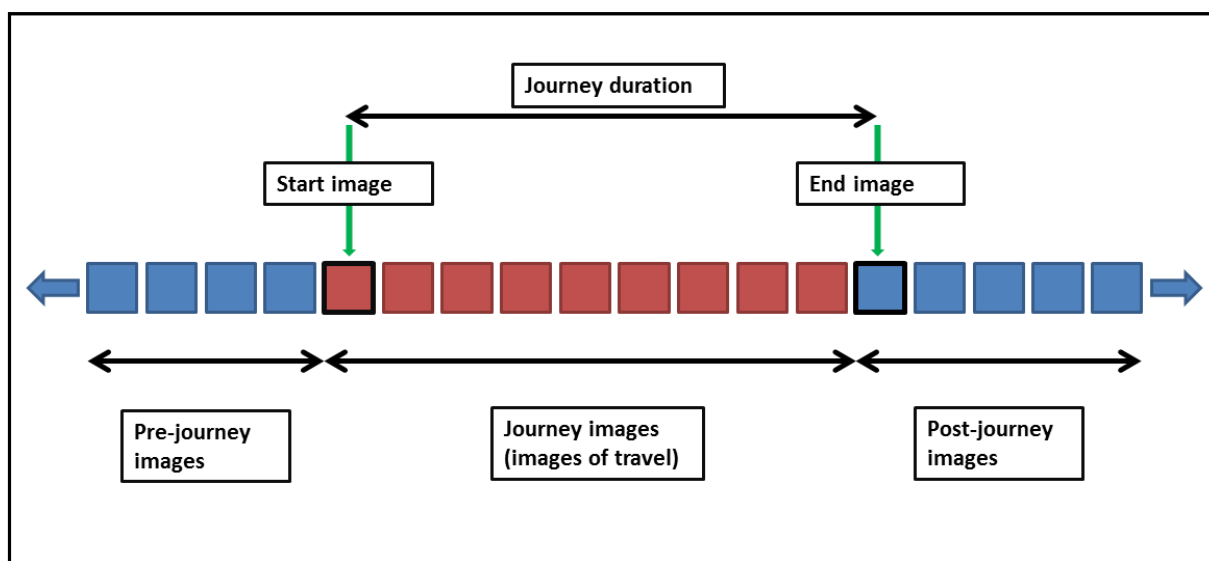 Journey duration
Start image
End image
Pre-journey
images
Journey images
(images of travel)
Post-journey
images